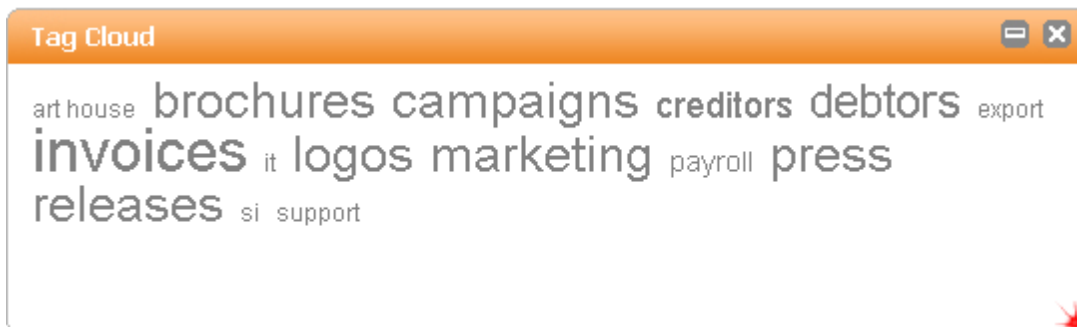 Tag Cloud
art house brochures campaigns creditors debtors export
invoices it logos marketing payroll press
releases si support